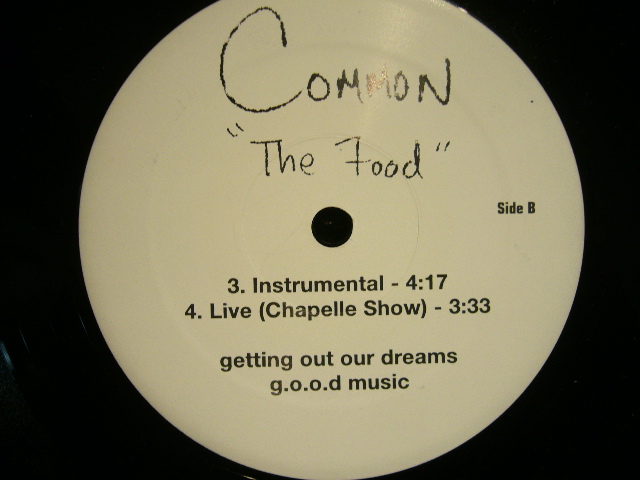 Common
"The Food"
Side B
3. Instrumental - 4:17
4. Live (Chapelle Show) - 3:33
getting out our dreams
g.o.o.d music